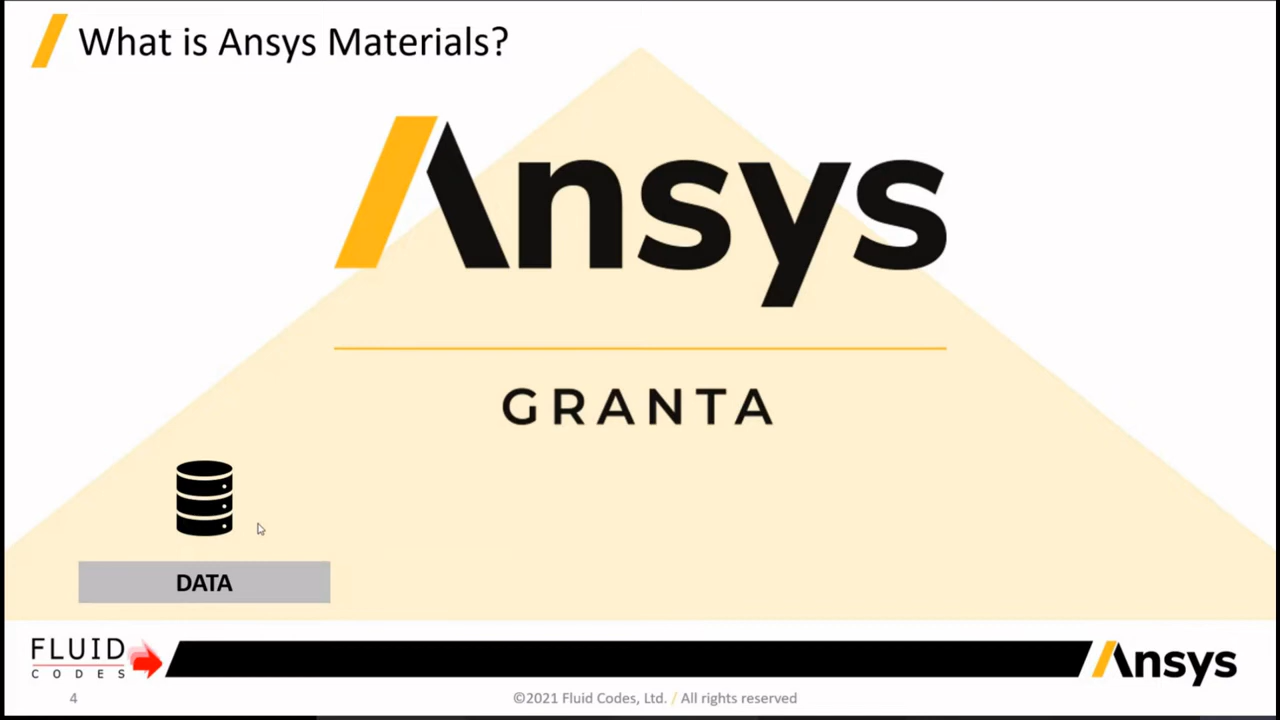 What is Ansys Materials?
Ansys
GRANTA
DATA
FLUID
CODES
Ansys
4
©2021 Fluid Codes, Ltd. / All rights reserved